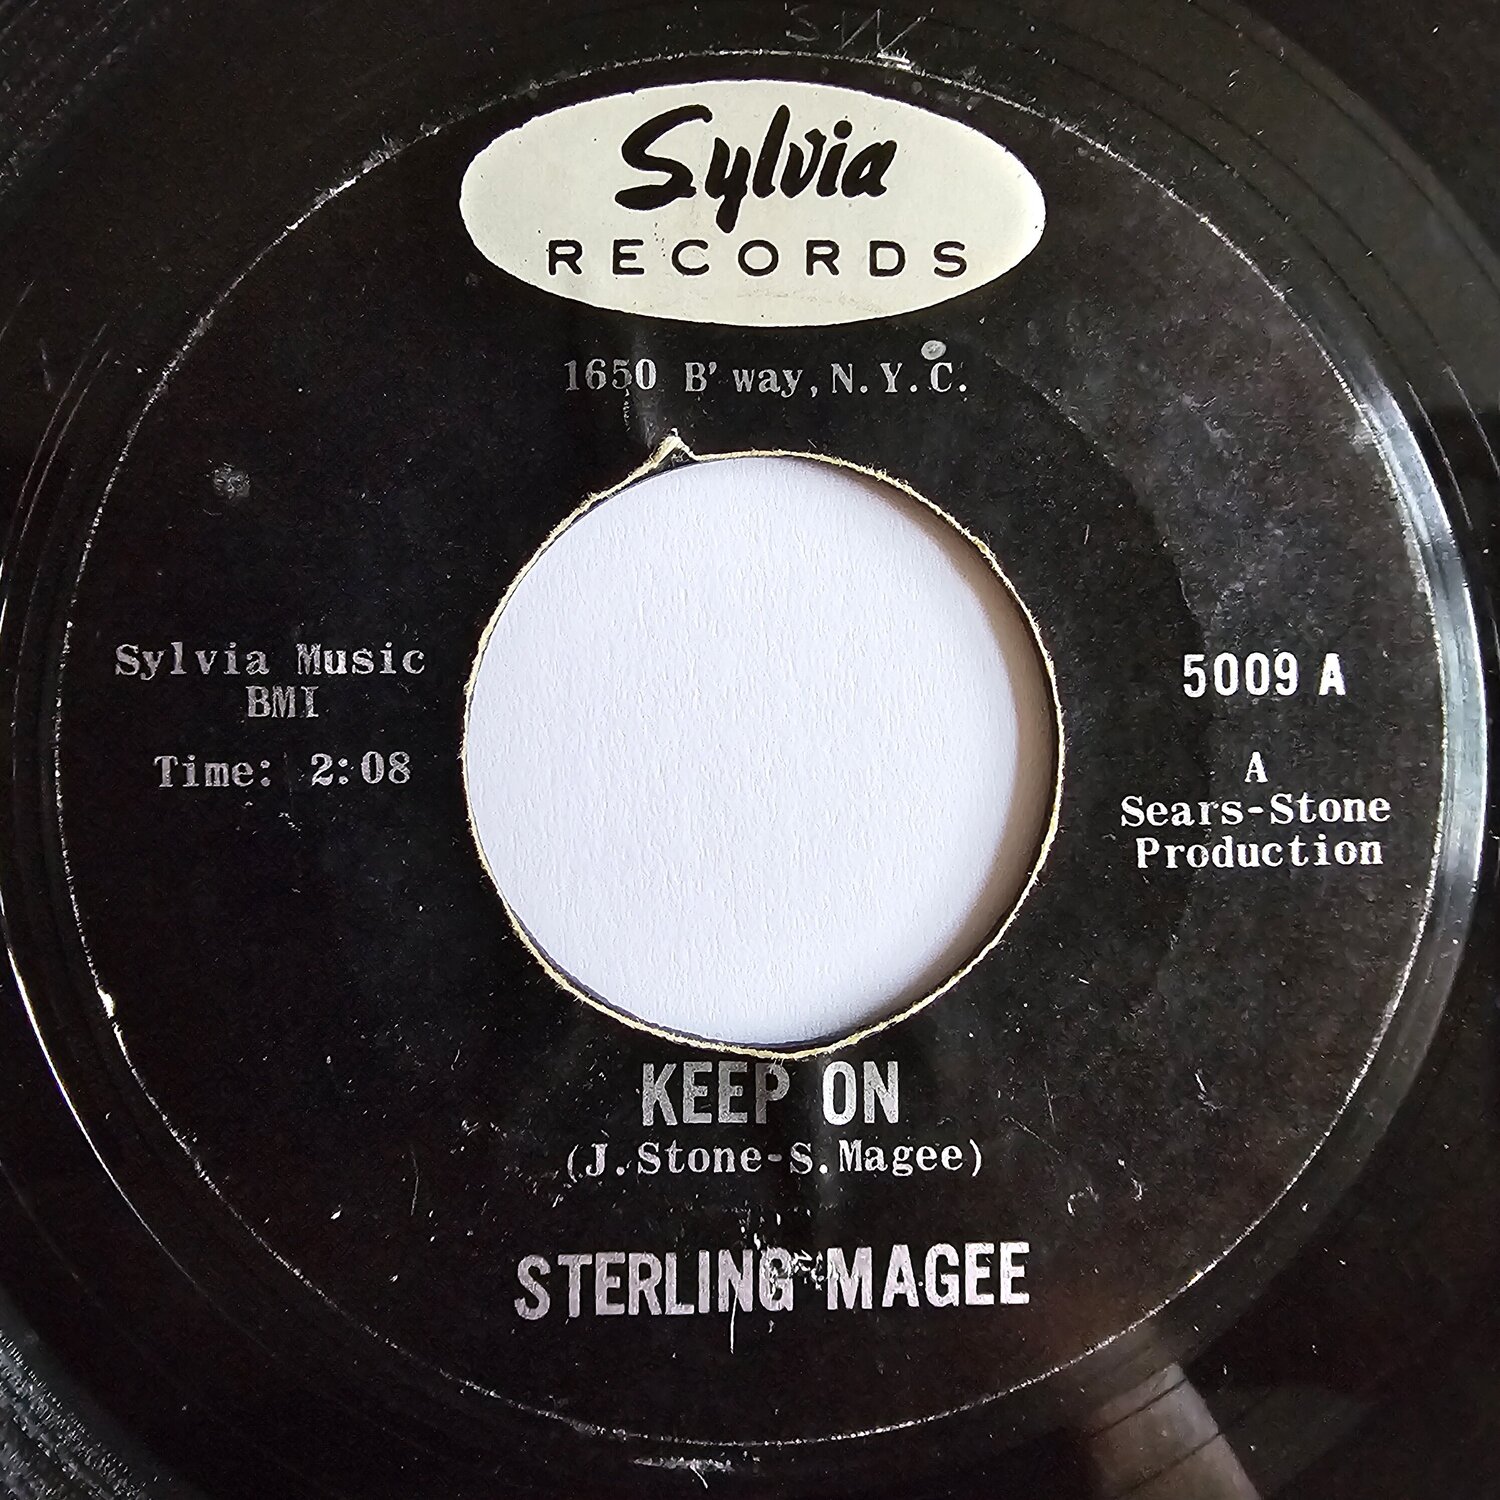 Sylvia
RECORDS
1650 B'way, N.Y.C.
Sylvia Music
BMI
Time: 2:08
5009 A
A
Sears-Stone
Production
KEEP ON
(J.Stone-S.Magee)
STERLING MAGEE